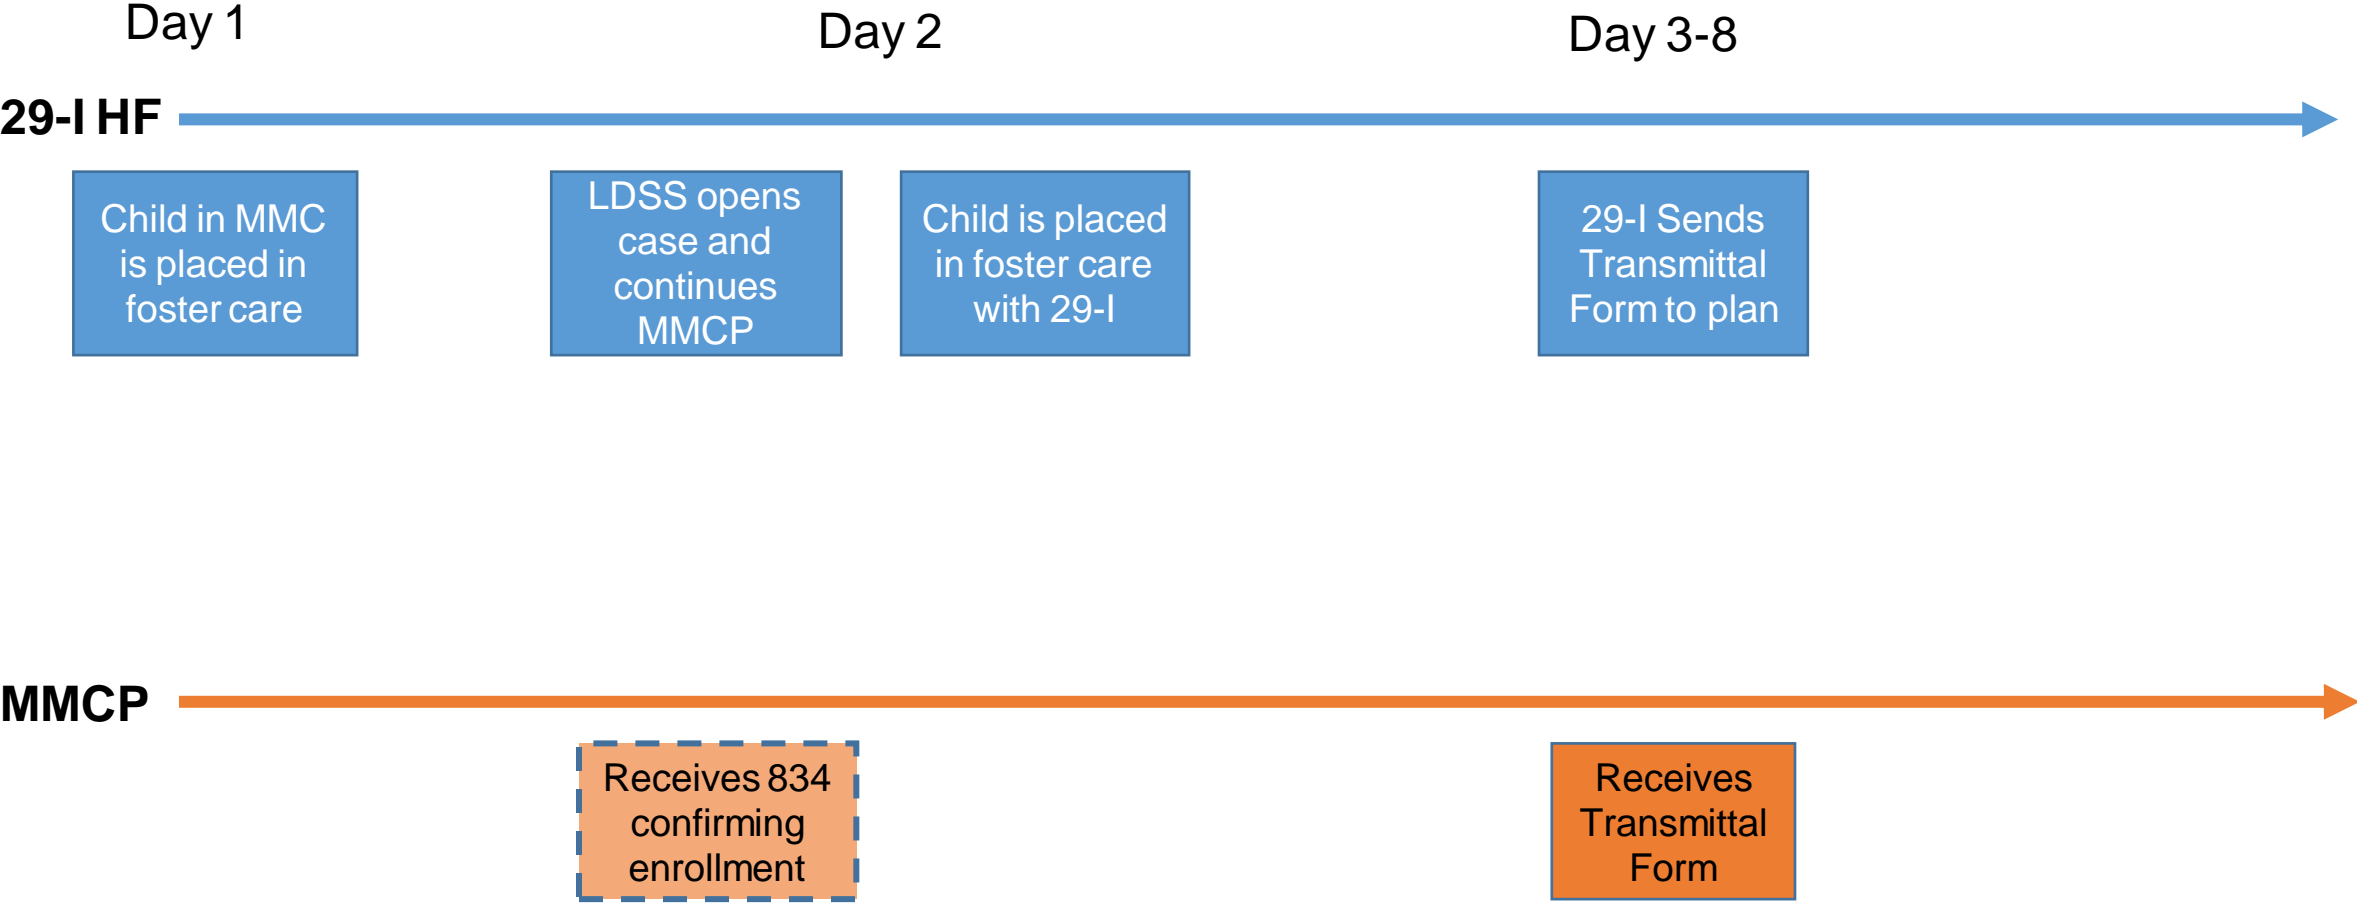 Day 1
Day 2
Day 3-8
29-I HF
Child in MMC
is placed in
foster care
LDSS opens
case and
continues
MMCP
Child is placed
in foster care
with 29-I
29-I Sends
Transmittal
Form to plan
MMCP
Receives 834
confirming
enrollment
Receives
Transmittal
Form